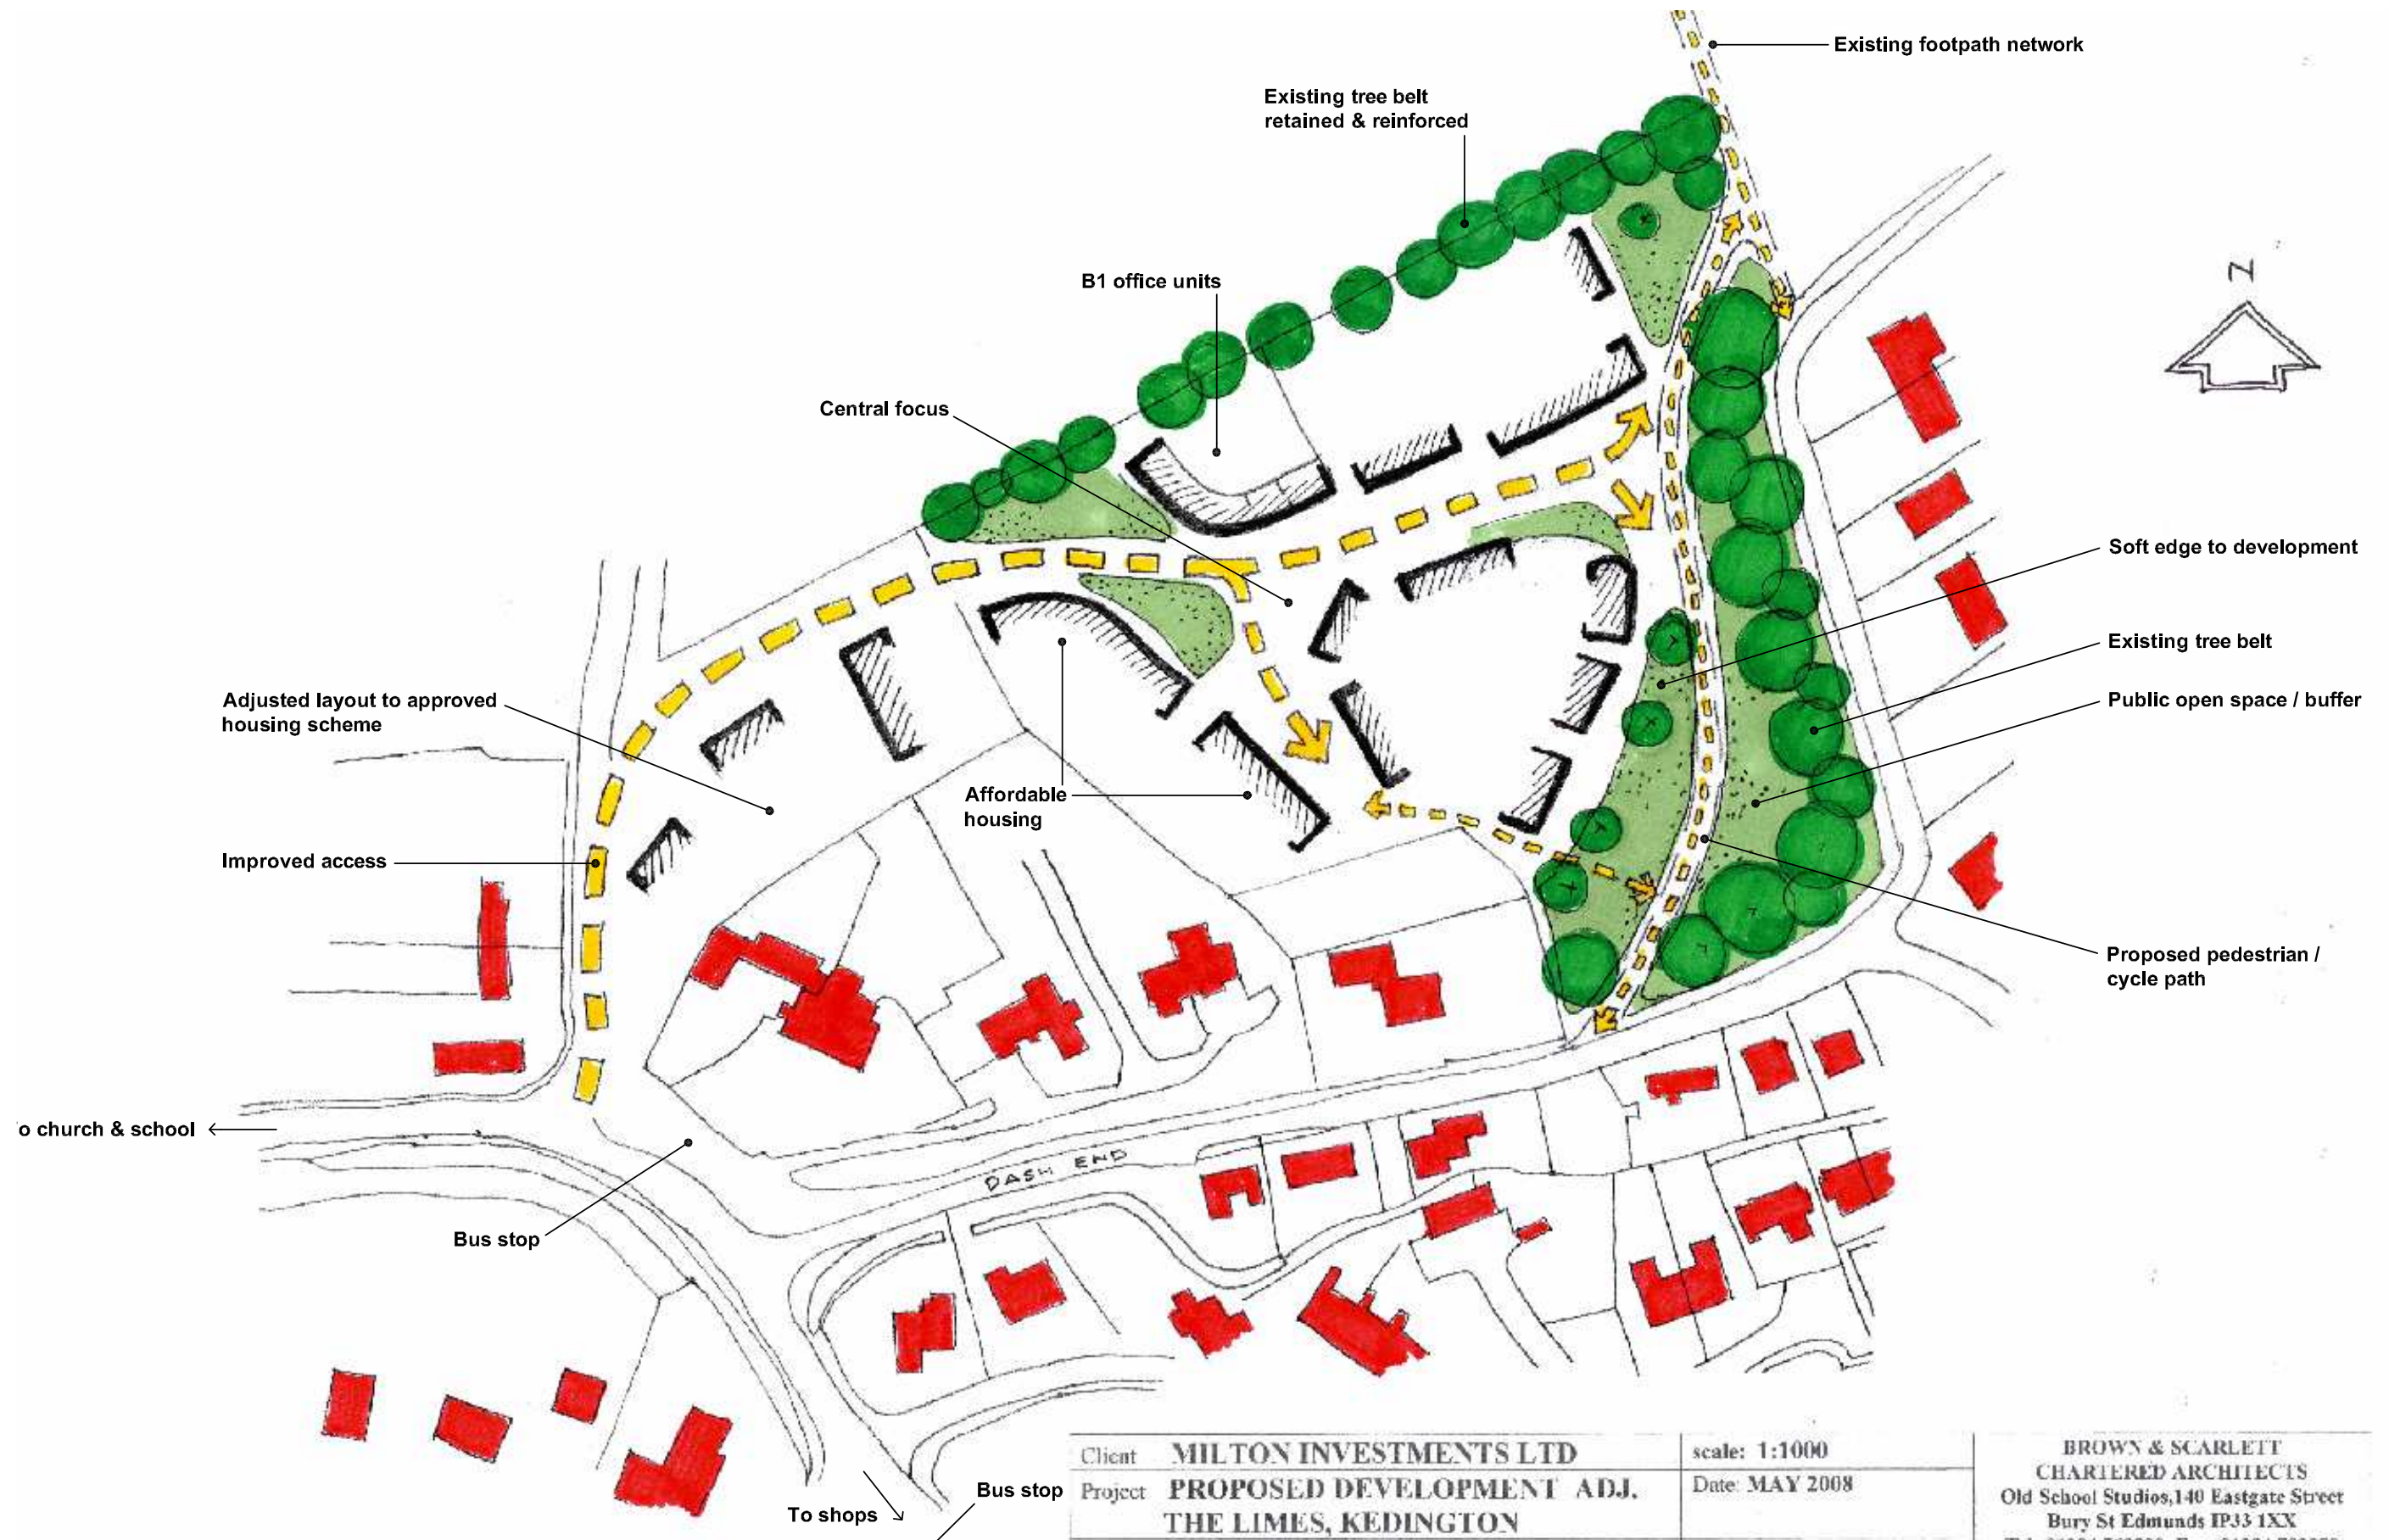 Existing footpath network
Existing tree belt
retained & reinforced
B1 office units
Central focus
N
Soft edge to development
Existing tree belt
Public open space / buffer
Adjusted layout to approved
housing scheme
Affordable
housing
Improved access
Proposed pedestrian /
cycle path
o church & school
DASH END
Bus stop
To shops
Bus stop
Client MILTON INVESTMENTS LTD
Project PROPOSED DEVELOPMENT ADJ.
THE LIMES, KEDINGTON
scale: 1:1000
Date: MAY 2008
BROWN & SCARLETT
CHARTERED ARCHITECTS
Old School Studios,140 Eastgate Street
Bury St Edmunds IP33 1XX